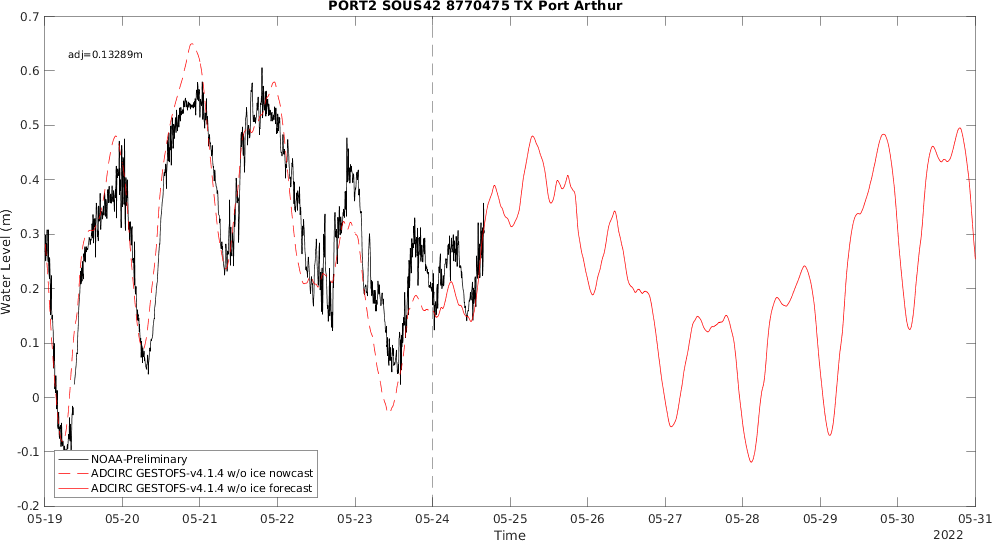 PORT2 SOUS42 8770475 TX Port Arthur
0.7
adj=0.13289m
0.6
0.5
0.4
0.3
0.2
0.1
0
-0.1
-0.2
Water Level (m)
NOAA-Preliminary
ADCIRC GESTOFS-v4.1.4 w/o ice nowcast
ADCIRC GESTOFS-v4.1.4 w/o ice forecast
05-19 05-20 05-21 05-22 05-23 05-24 05-25 05-26 05-27 05-28 05-29 05-30 05-31
Time
2022